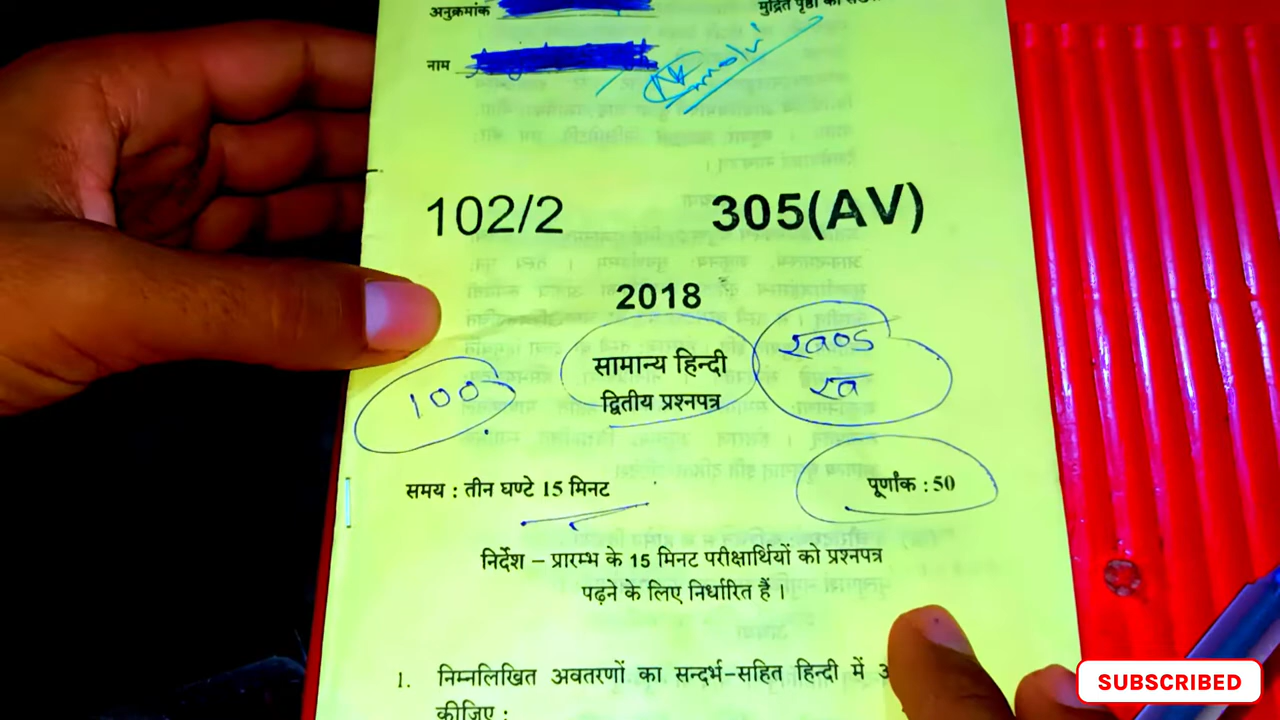 अनुक्रमांक
मुद्रित पृष्ठों की
नाम
102/2 305(AV)
2018
सामान्य हिन्दी
द्वितीय प्रश्नपत्र
खण्ड
ख
100
समय : तीन घण्टे 15 मिनट
पूर्णांक : 50
निर्देश – प्रारम्भ के 15 मिनट परीक्षार्थियों को प्रश्नपत्र
पढ़ने के लिए निर्धारित हैं ।
1. निम्नलिखित अवतरणों का सन्दर्भ-सहित हिन्दी में
कीजिए :
SUBSCRIBED